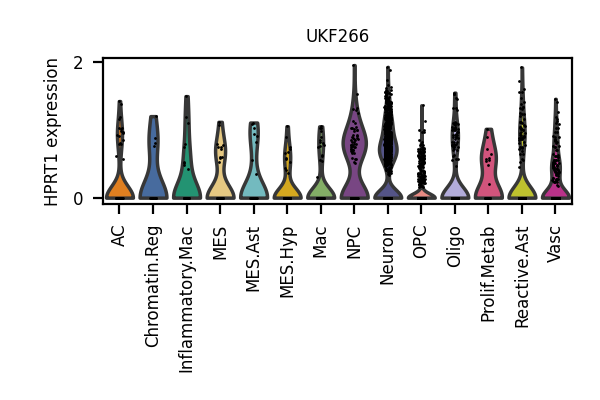 UKF266
HPRT1 expression
2
0
AC
Chromatin.Reg
Inflammatory.Mac
MES
MES.Ast
MES.Hyp
Mac
NPC
Neuron
OPC
Oligo
Prolif.Metab
Reactive.Ast
Vasc